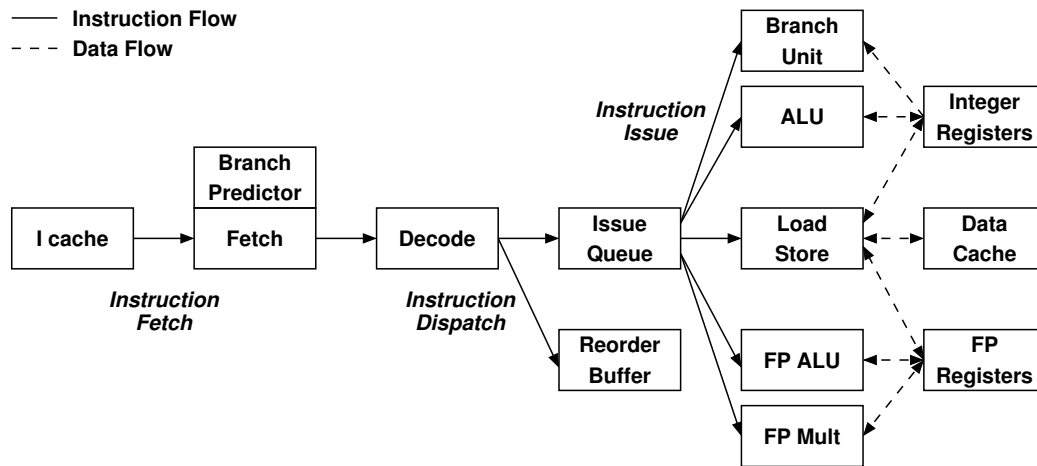 Instruction Flow
Data Flow
Branch
Unit
Instruction
Issue
ALU
Integer
Registers
Branch
Predictor
I cache
Fetch
Decode
Issue
Queue
Load
Store
Data
Cache
Instruction
Fetch
Instruction
Dispatch
Reorder
Buffer
FP ALU
FP
Registers
FP Mult